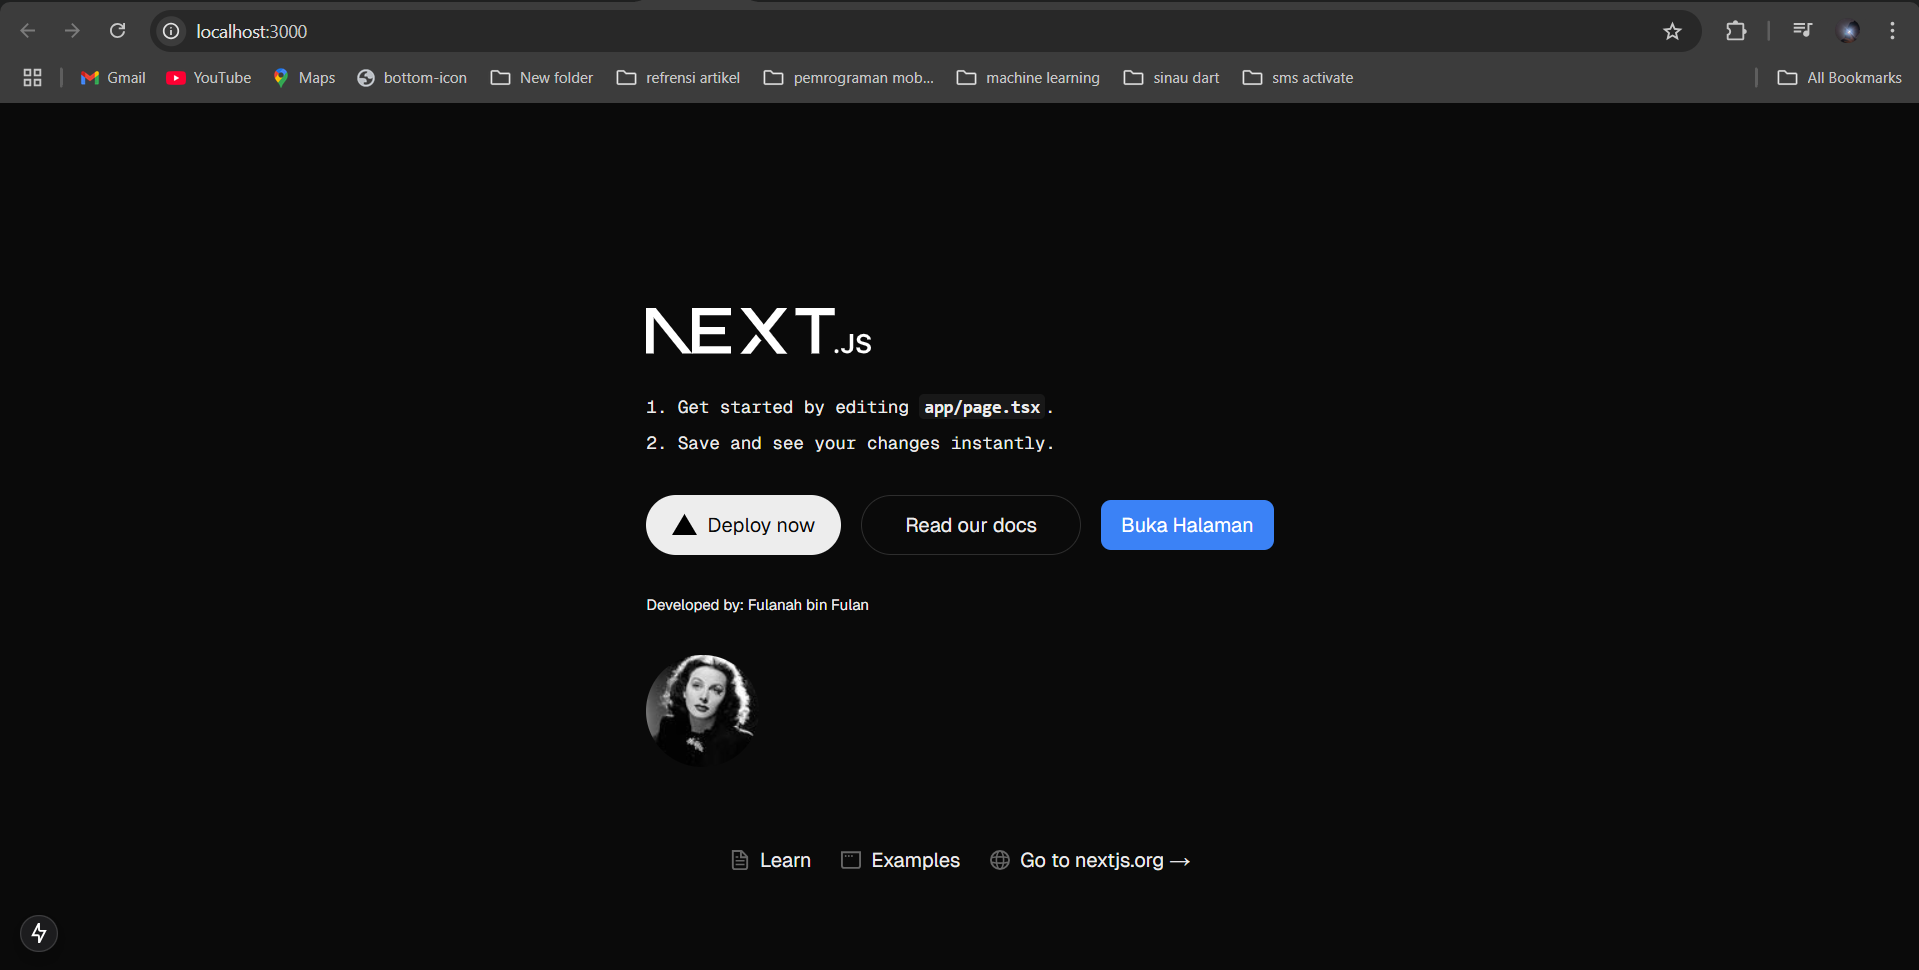 localhost:3000
Gmail YouTube Maps bottom-icon New folder refrensi artikel pemrograman mob... machine learning sinau dart sms activate All Bookmarks
NEXT.JS
1. Get started by editing app/page.tsx.
2. Save and see your changes instantly.
Deploy now Read our docs Buka Halaman
Developed by: Fulanah bin Fulan
Learn Examples Go to nextjs.org →